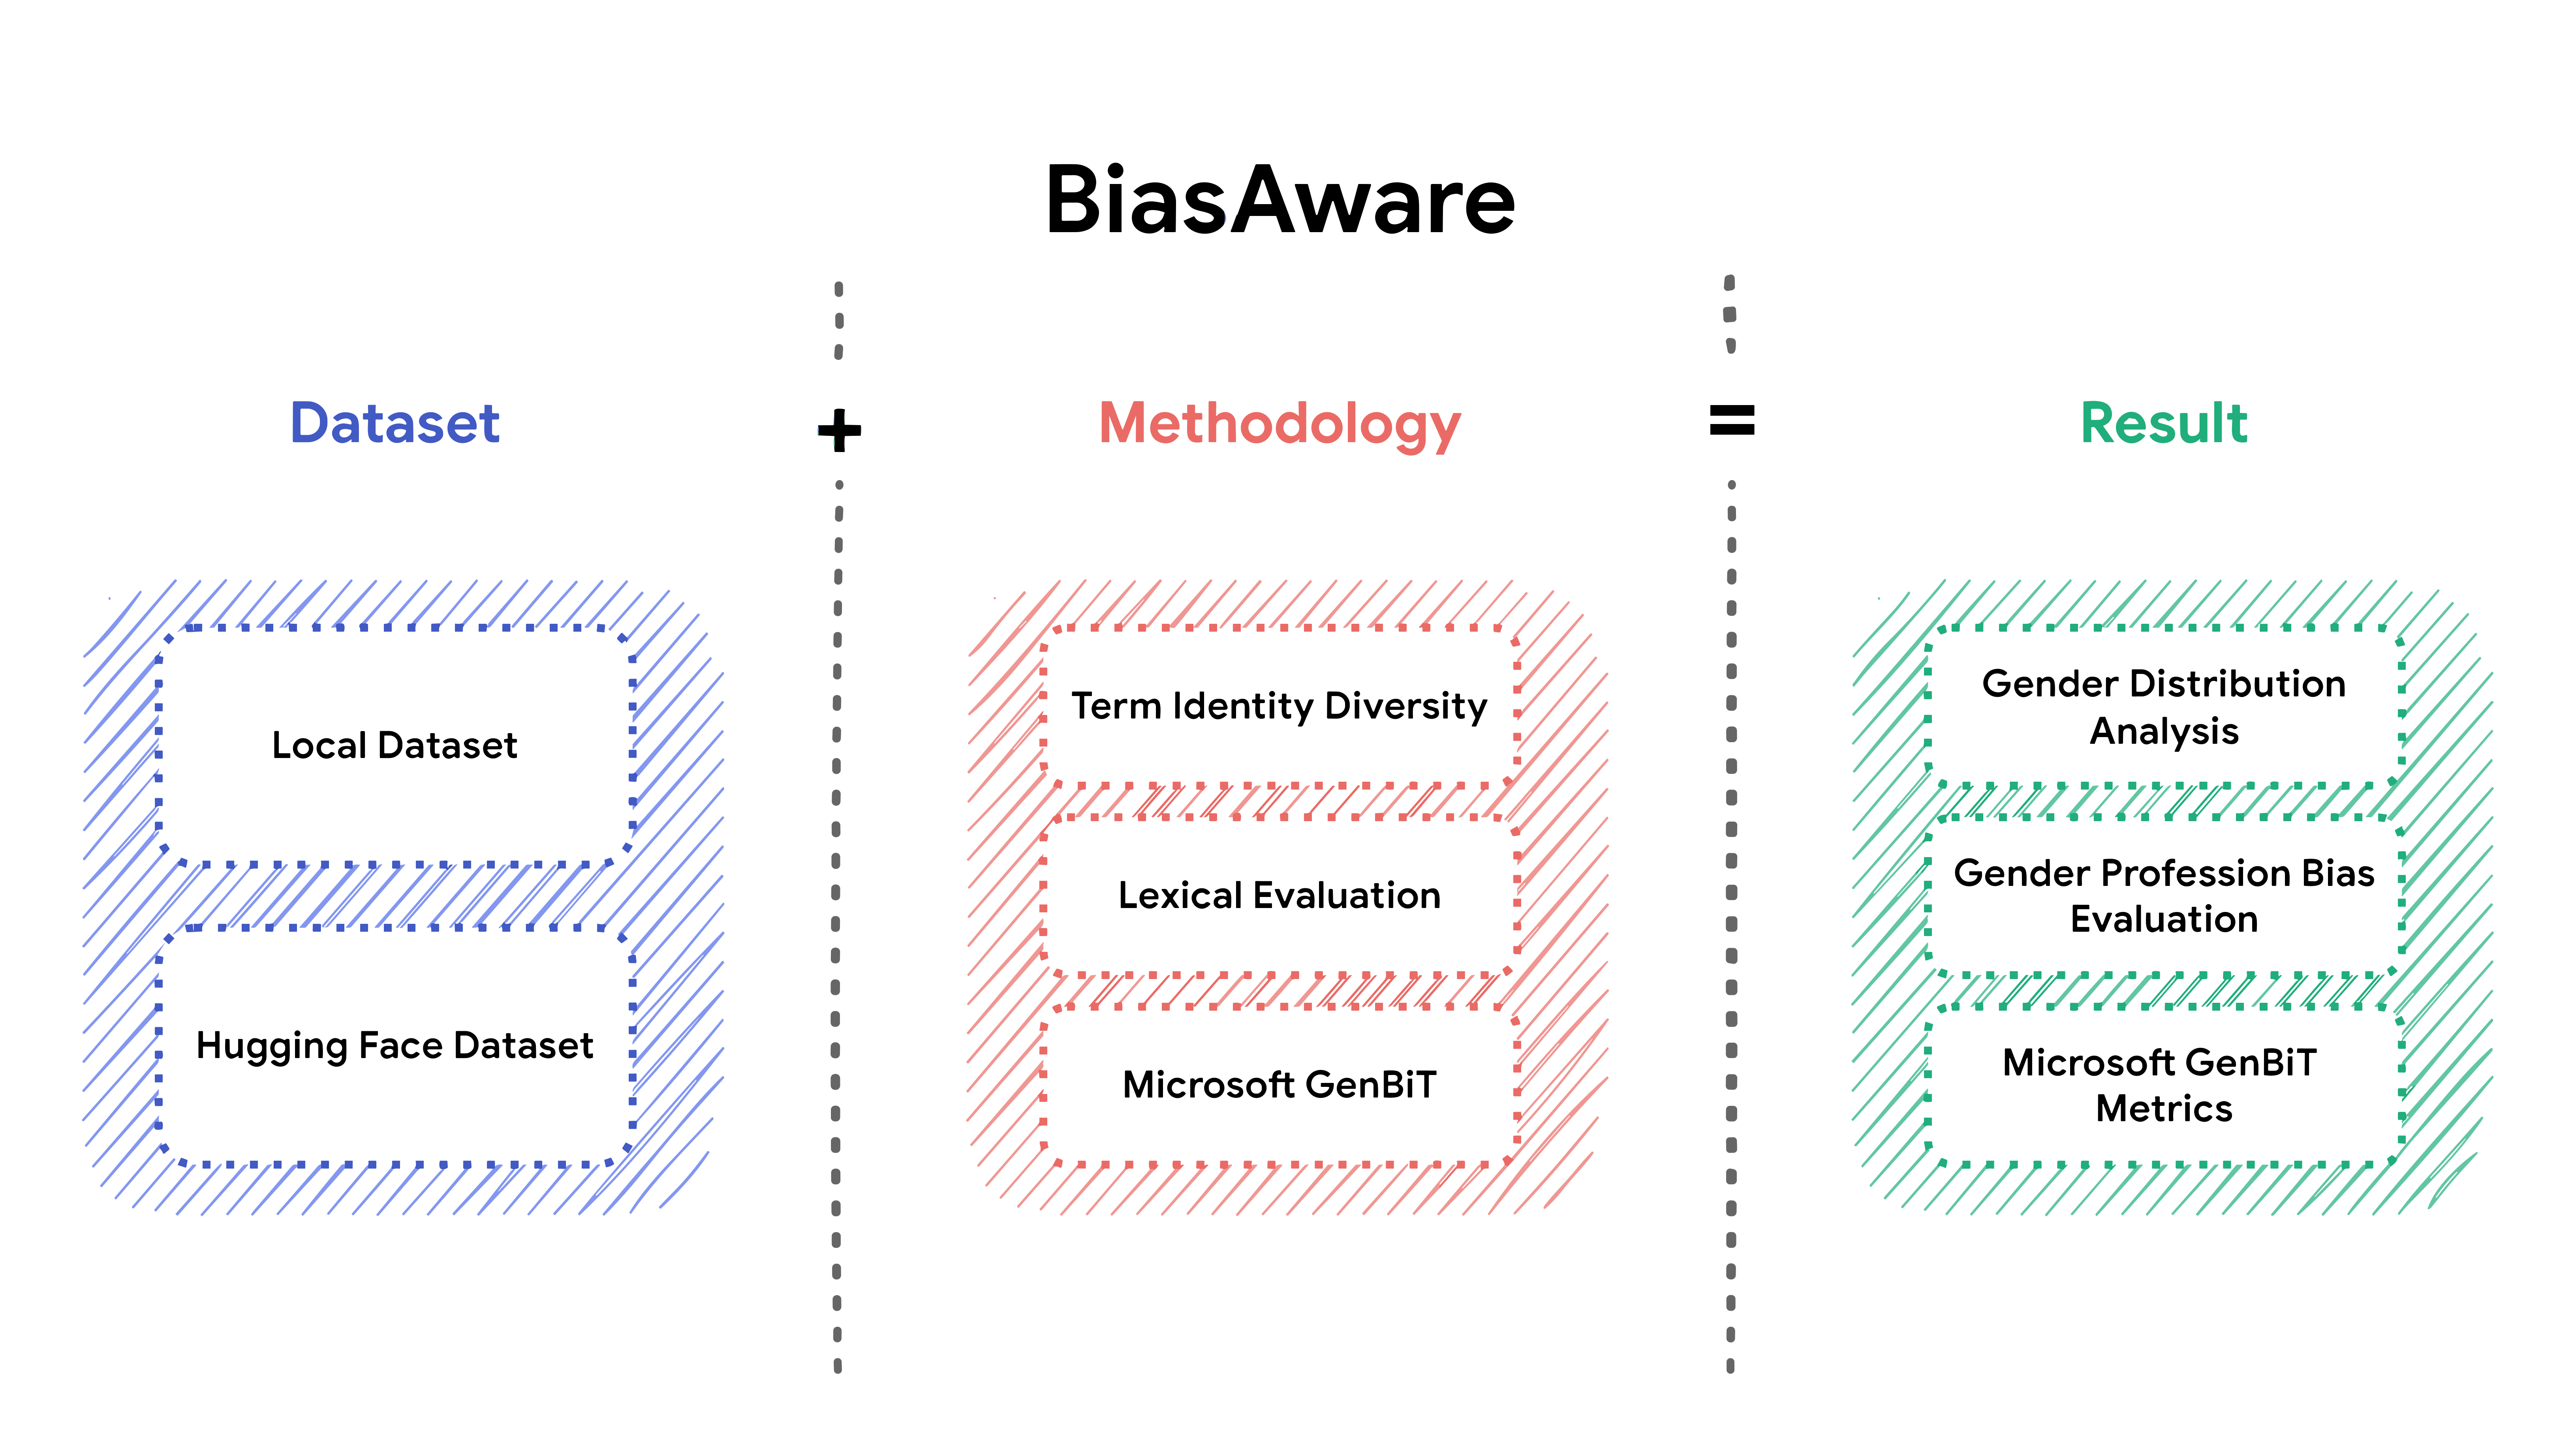 BiasAware
Dataset
+
Methodology
=
Result
Local Dataset
Hugging Face Dataset
Term Identity Diversity
Lexical Evaluation
Microsoft GenBiT
Gender Distribution
Analysis
Gender Profession Bias
Evaluation
Microsoft GenBiT
Metrics